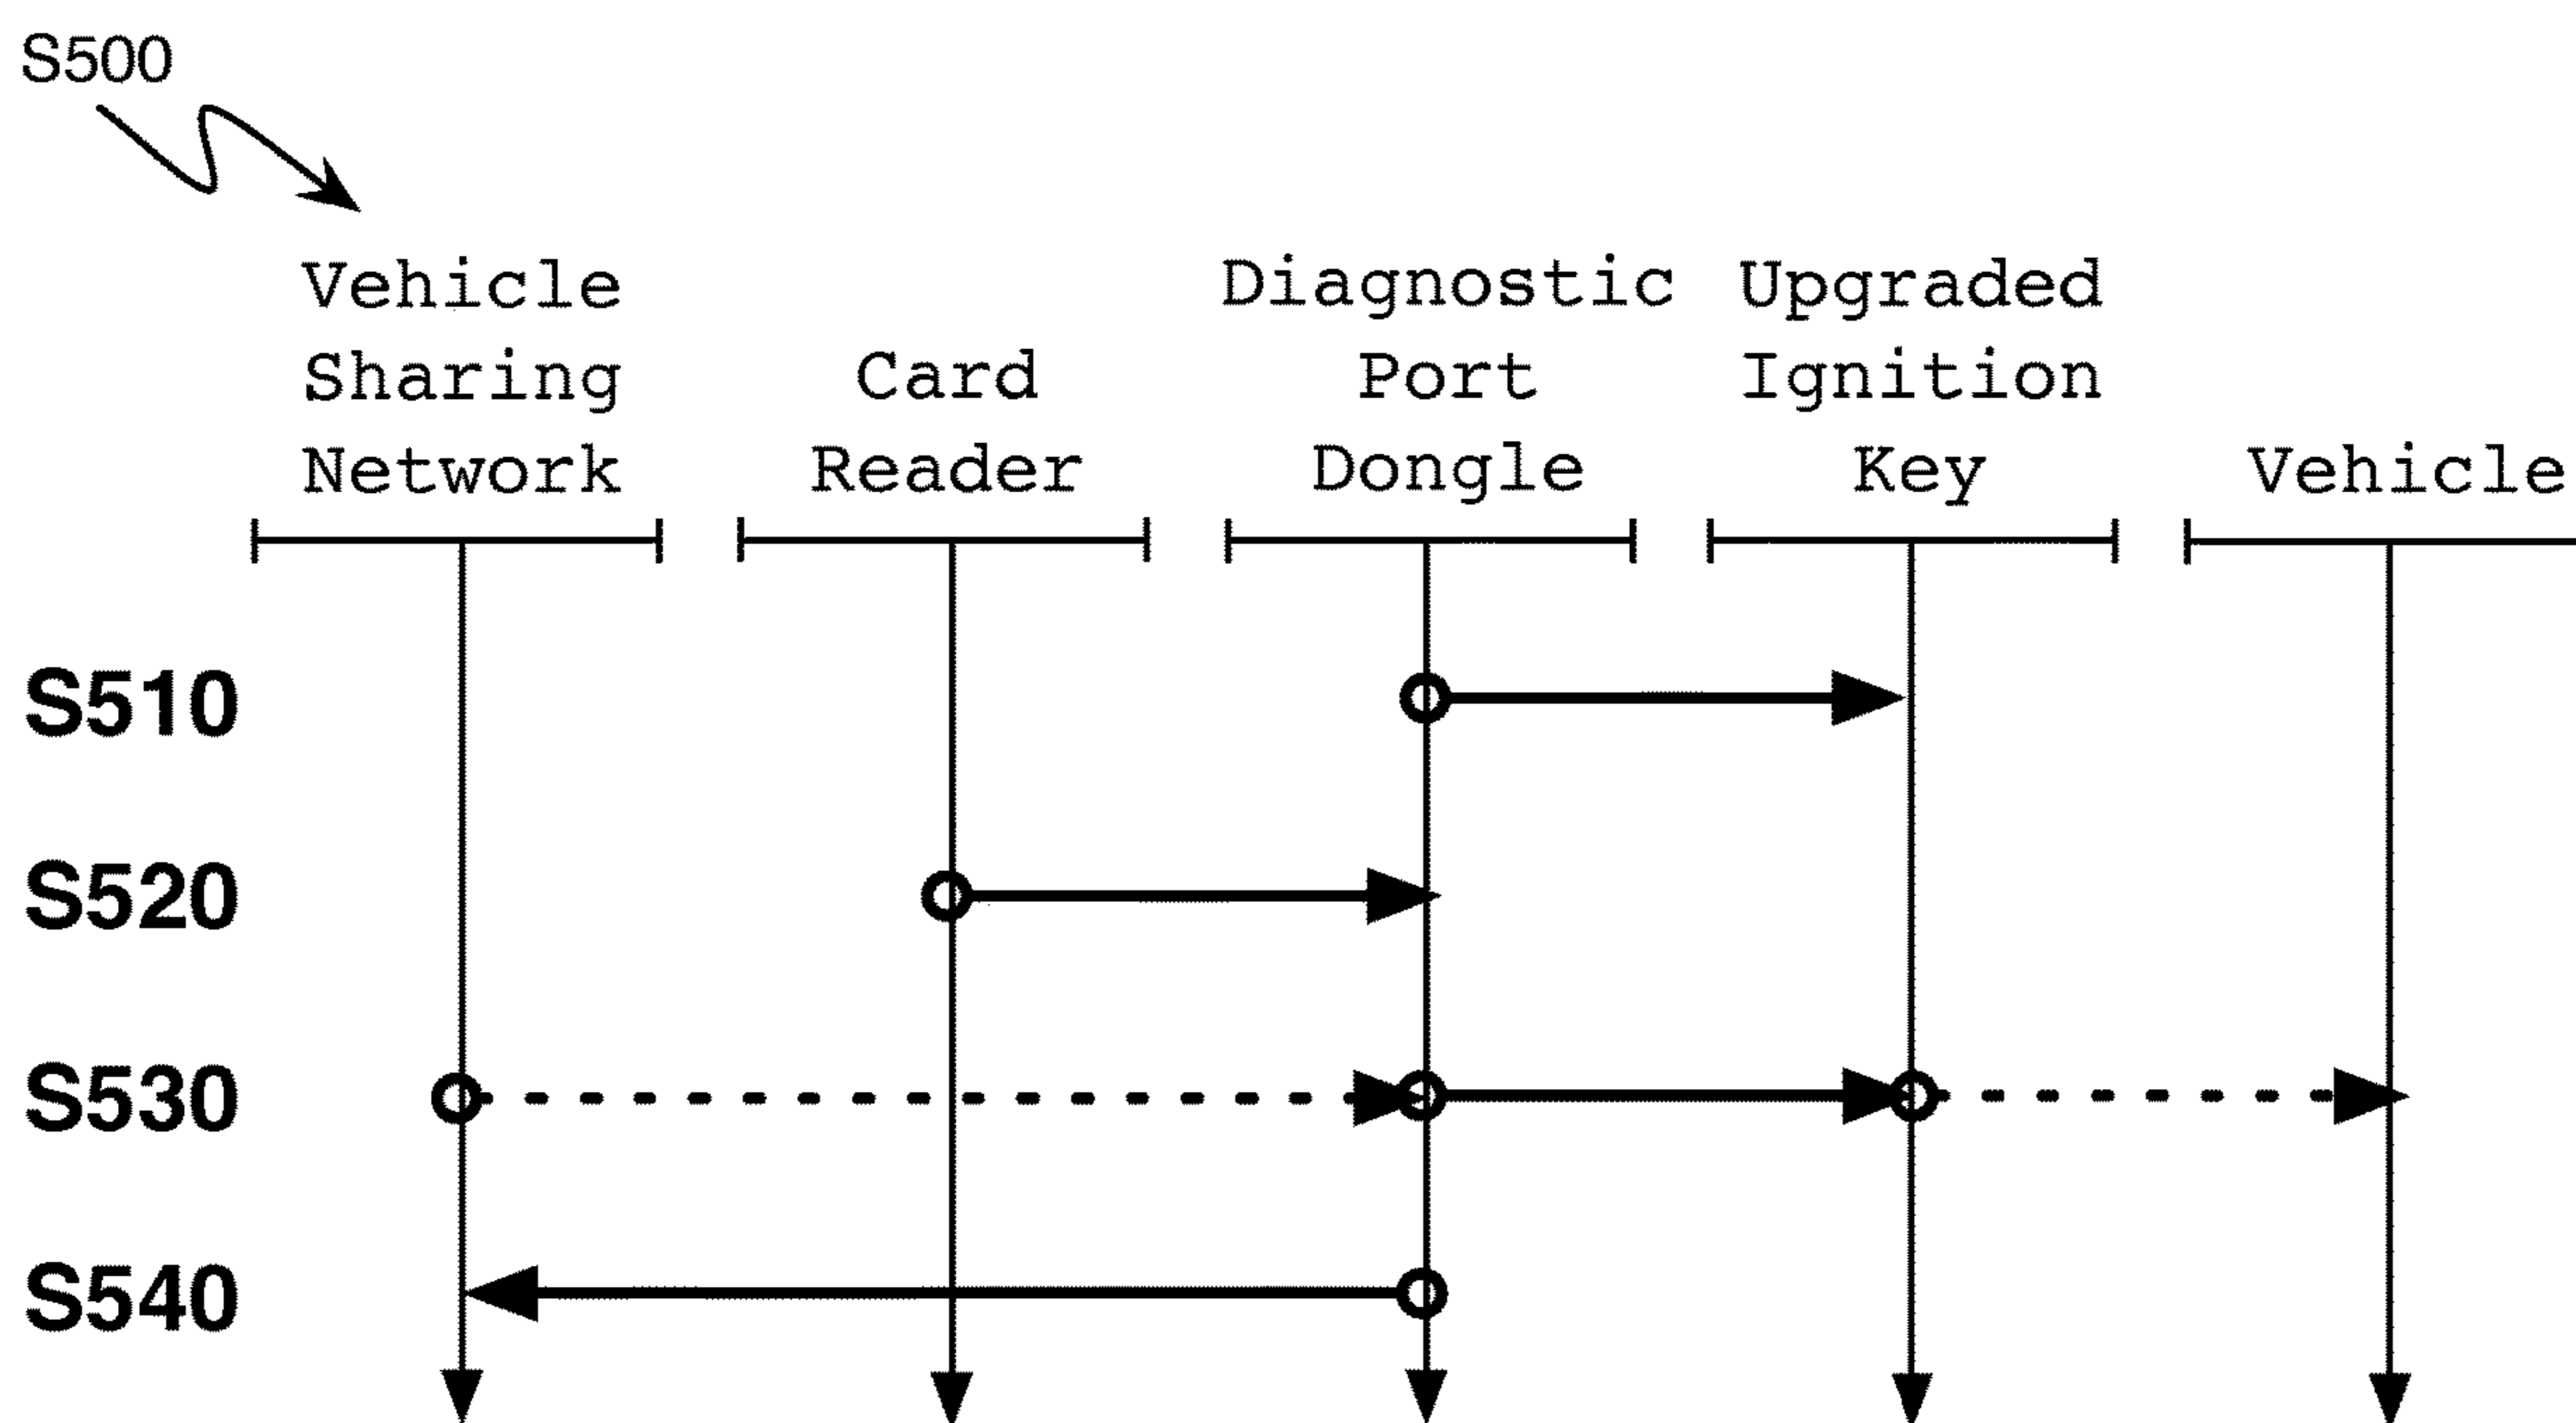 S500
Vehicle
Sharing
Network
Card
Reader
Diagnostic
Port
Dongle
Upgraded
Ignition
Key
Vehicle
S510
S520
S530
S540